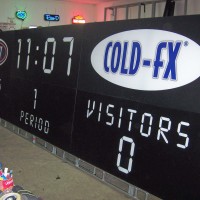 11:07
COLD-FX®
1
PERIOD
VISITORS
0